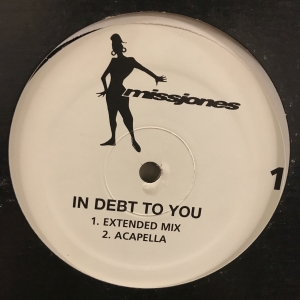 missjones
1
IN DEBT TO YOU
1. EXTENDED MIX
2. ACAPELLA